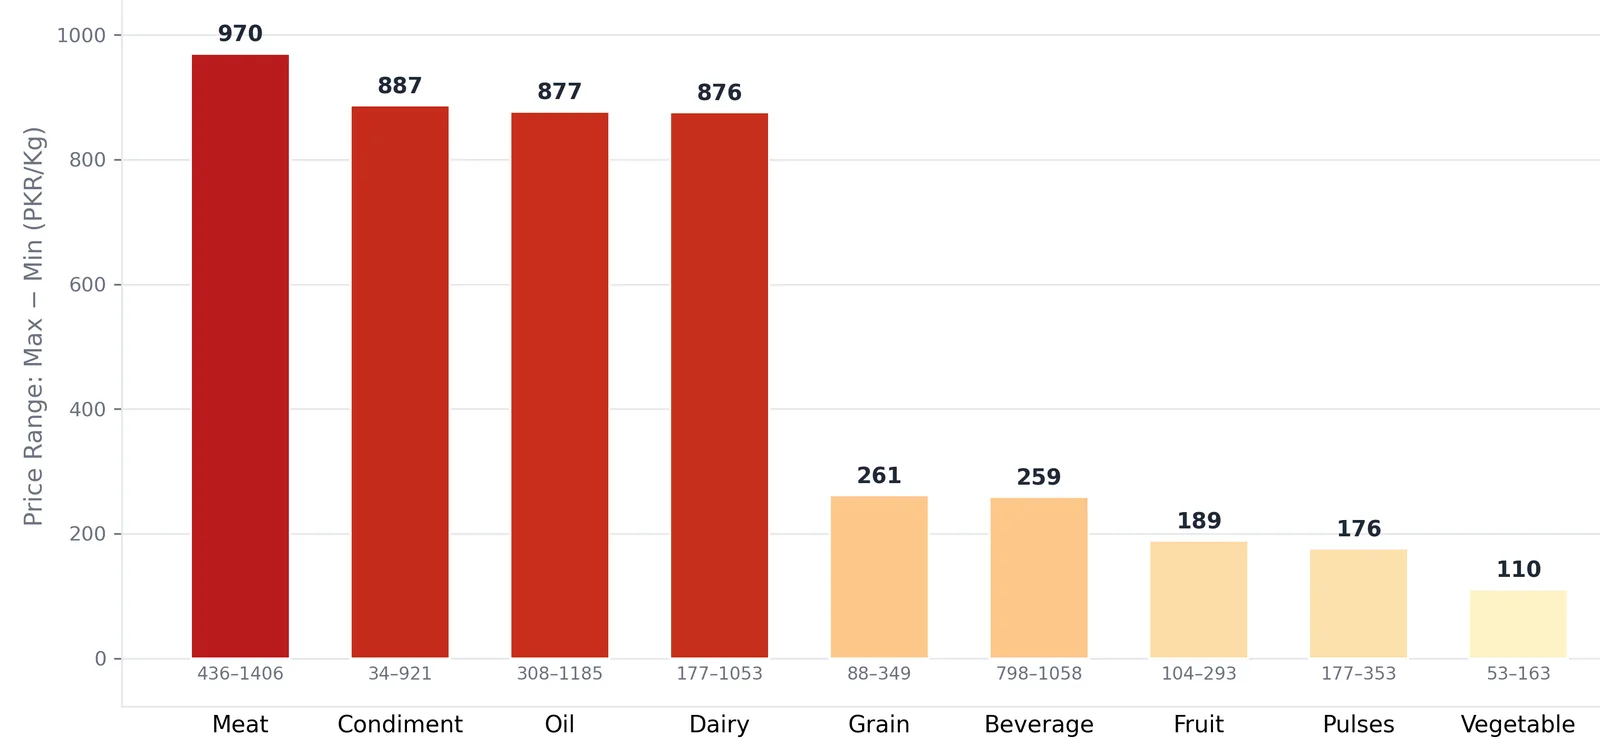 Price Range: Max − Min (PKR/Kg)
1000
800
600
400
200
0
970
887
877
876
261
259
189
176
110
436–1406
34–921
308–1185
177–1053
88–349
798–1058
104–293
177–353
53–163
Meat
Condiment
Oil
Dairy
Grain
Beverage
Fruit
Pulses
Vegetable